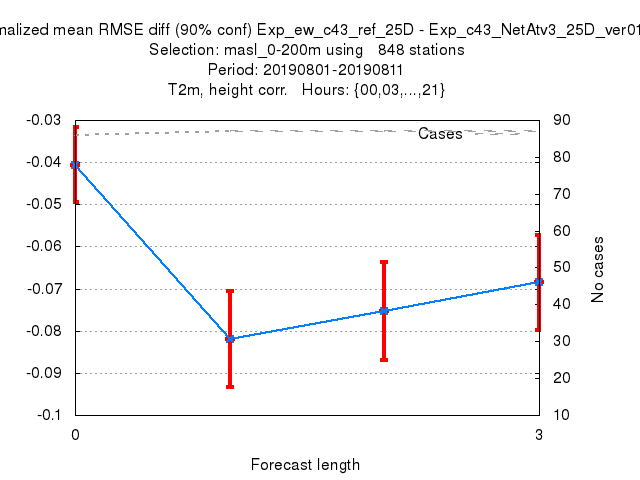 malized mean RMSE diff (90% conf) Exp_ew_c43_ref_25D - Exp_c43_NetAtv3_25D_ver01
Selection: masl_0-200m using 848 stations
Period: 20190801-20190811
T2m, height corr. Hours: {00,03,...,21}
-0.03
-0.04
-0.05
-0.06
-0.07
-0.08
-0.09
-0.1
Cases
90
80
70
60
50
40
30
20
10
No cases
0
3
Forecast length